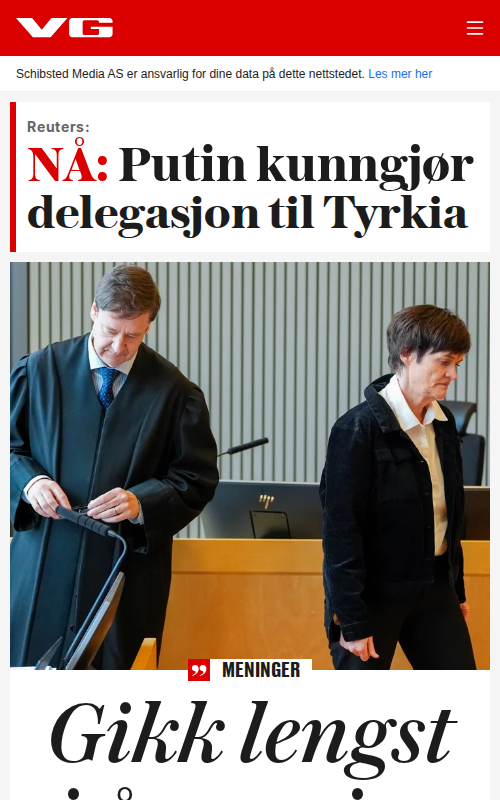 VG
Schibsted Media AS er ansvarlig for dine data på dette nettstedet. Les mer her
Reuters:
NÅ: Putin kunngjør
delegasjon til Tyrkia
MENINGER
Gikk lengst